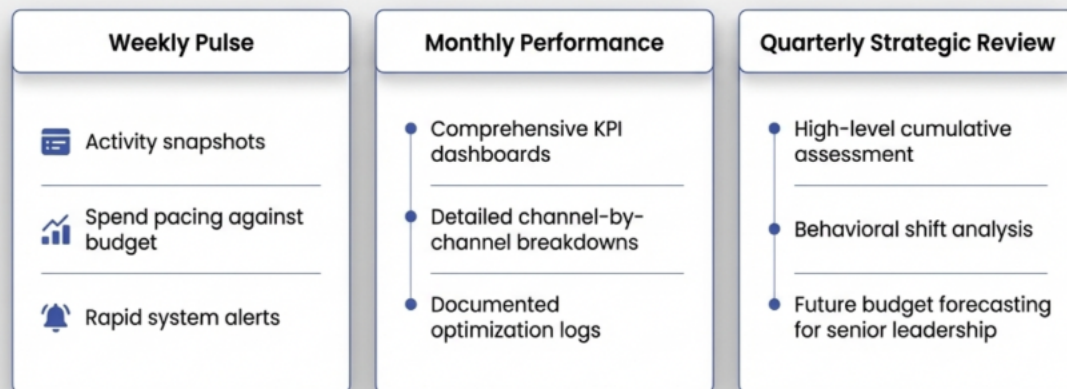 Weekly Pulse
Activity snapshots
Spend pacing against
budget
Rapid system alerts
Monthly Performance
Comprehensive KPI
dashboards
Detailed channel-by-
channel breakdowns
Documented
optimization logs
Quarterly Strategic Review
High-level cumulative
assessment
Behavioral shift analysis
Future budget forecasting
for senior leadership